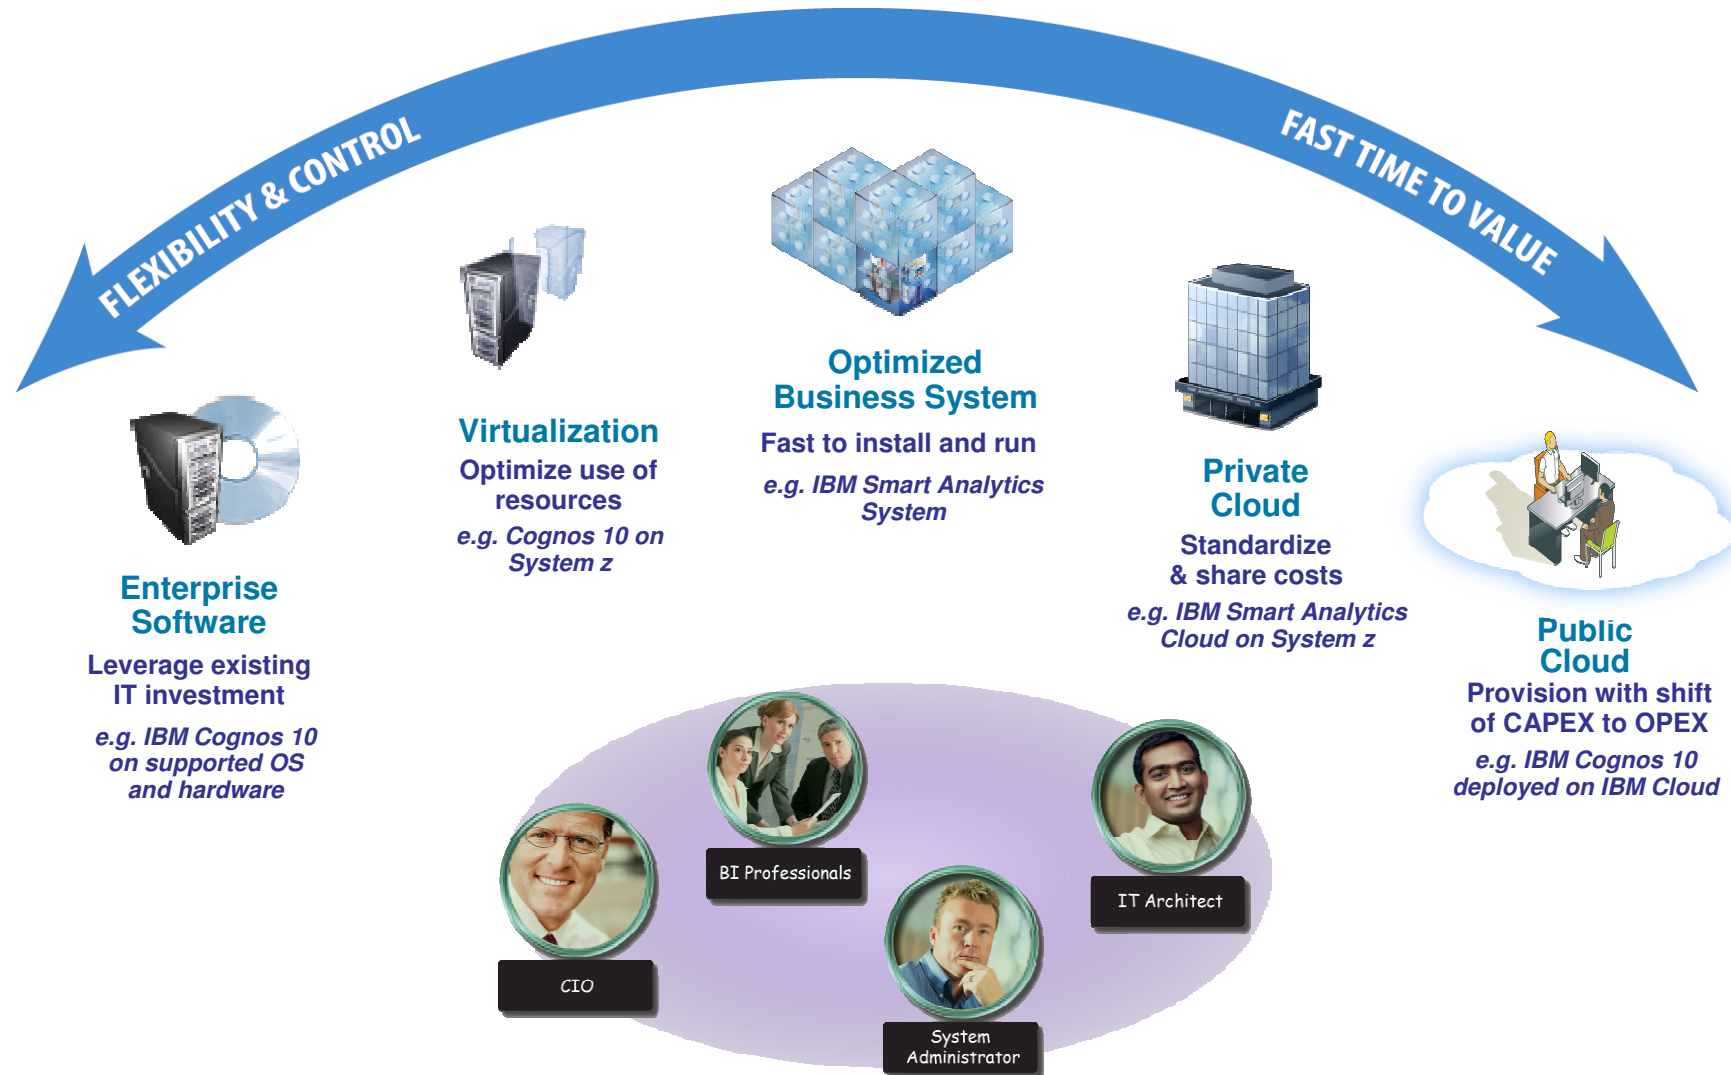 FLEXIBILITY & CONTROL
FAST TIME TO VALUE
Enterprise
Software
Leverage existing
IT investment
e.g. IBM Cognos 10
on supported OS
and hardware
Virtualization
Optimize use of
resources
e.g. Cognos 10 on
System z
Optimized
Business System
Fast to install and run
e.g. IBM Smart Analytics
System
Private
Cloud
Standardize
& share costs
e.g. IBM Smart Analytics
Cloud on System z
Public
Cloud
Provision with shift
of CAPEX to OPEX
e.g. IBM Cognos 10
deployed on IBM Cloud
CIO
BI Professionals
System
Administrator
IT Architect